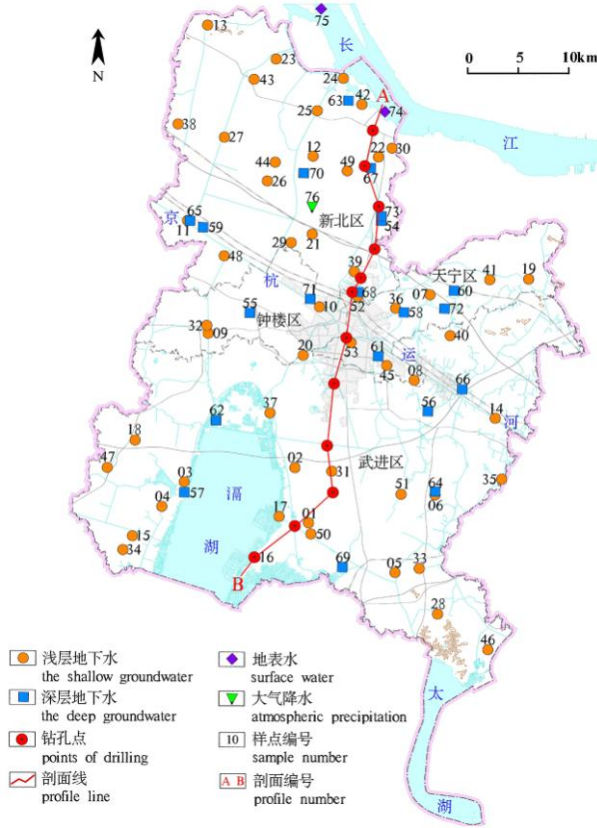 75
13
长
N
0 5 10km
23
43
24
A
63
42
25
74
38
27
江
12
22
30
44
49
70
67
26
76
新北区
73
京
65
54
11
59
29
21
48
39
天宁区
41
19
杭
07
60
71
68
55
10
52
36
58
72
钟楼区
32
09
53
运
40
20
61
45
08
66
56
37
62
14
河
18
47
02
武进区
03
31
51
64
35
57
滆
06
04
17
01
50
15
湖
34
16
69
05
33
B
28
46
太
湖
浅层地下水
the shallow groundwater
深层地下水
the deep groundwater
钻孔点
points of drilling
剖面线
profile line
地表水
surface water
大气降水
atmospheric precipitation
10 样点编号
sample number
A B 剖面编号
profile number